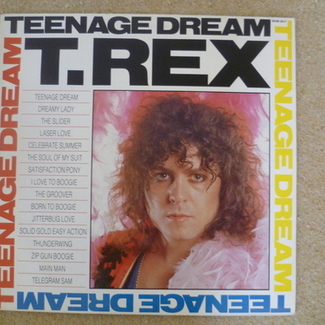 TEENAGE DREAM
T.REX
TEENAGE DREAM
TEENAGE DREAM
DREAMY LADY
THE SLIDER
LASER LOVE
CELEBRATE SUMMER
THE SOUL OF MY SUIT
SATISFACTION PONY
I LOVE TO BOOGIE
THE GROOVER
BORN TO BOOGIE
JITTERBUG LOVE
SOLID GOLD EASY ACTION
THUNDERWING
ZIP GUN BOOGIE
MAIN MAN
TELEGRAM SAM
TEENAGE DREAM
TEENAGE DREAM